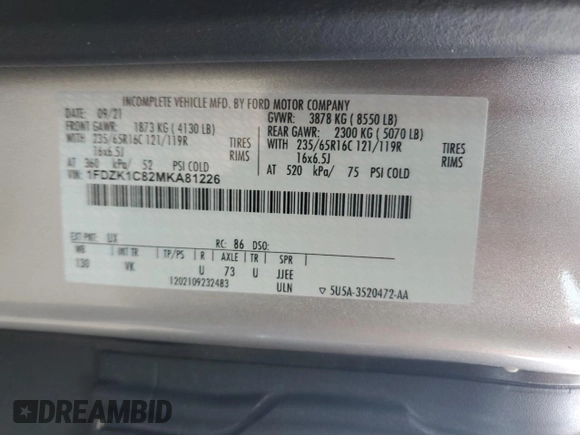 INCOMPLETE VEHICLE MFD. BY FORD MOTOR COMPANY
DATE: 09/21 GVWR: 3878 KG ( 8550 LB)
FRONT GAWR: 1873 KG ( 4130 LB) REAR GAWR: 2300 KG ( 5070 LB)
WITH 235/65R16C 121/119R TIRES WITH 235/65R16C 121/119R TIRES
16x6.5J RIMS 16x6.5J RIMS
AT 360 kPa/ 52 PSI COLD AT 520 kPa/ 75 PSI COLD
VIN: 1FDZK1C82MKA81226
EXT PNT: UX RC: 86 DSO:
WB INT TR TP/PS R AXLE TR SPR
130 VK U 73 U JJEE
1202109232483 ULN ▽ 5U5A-3520472-AA
DREAMBID